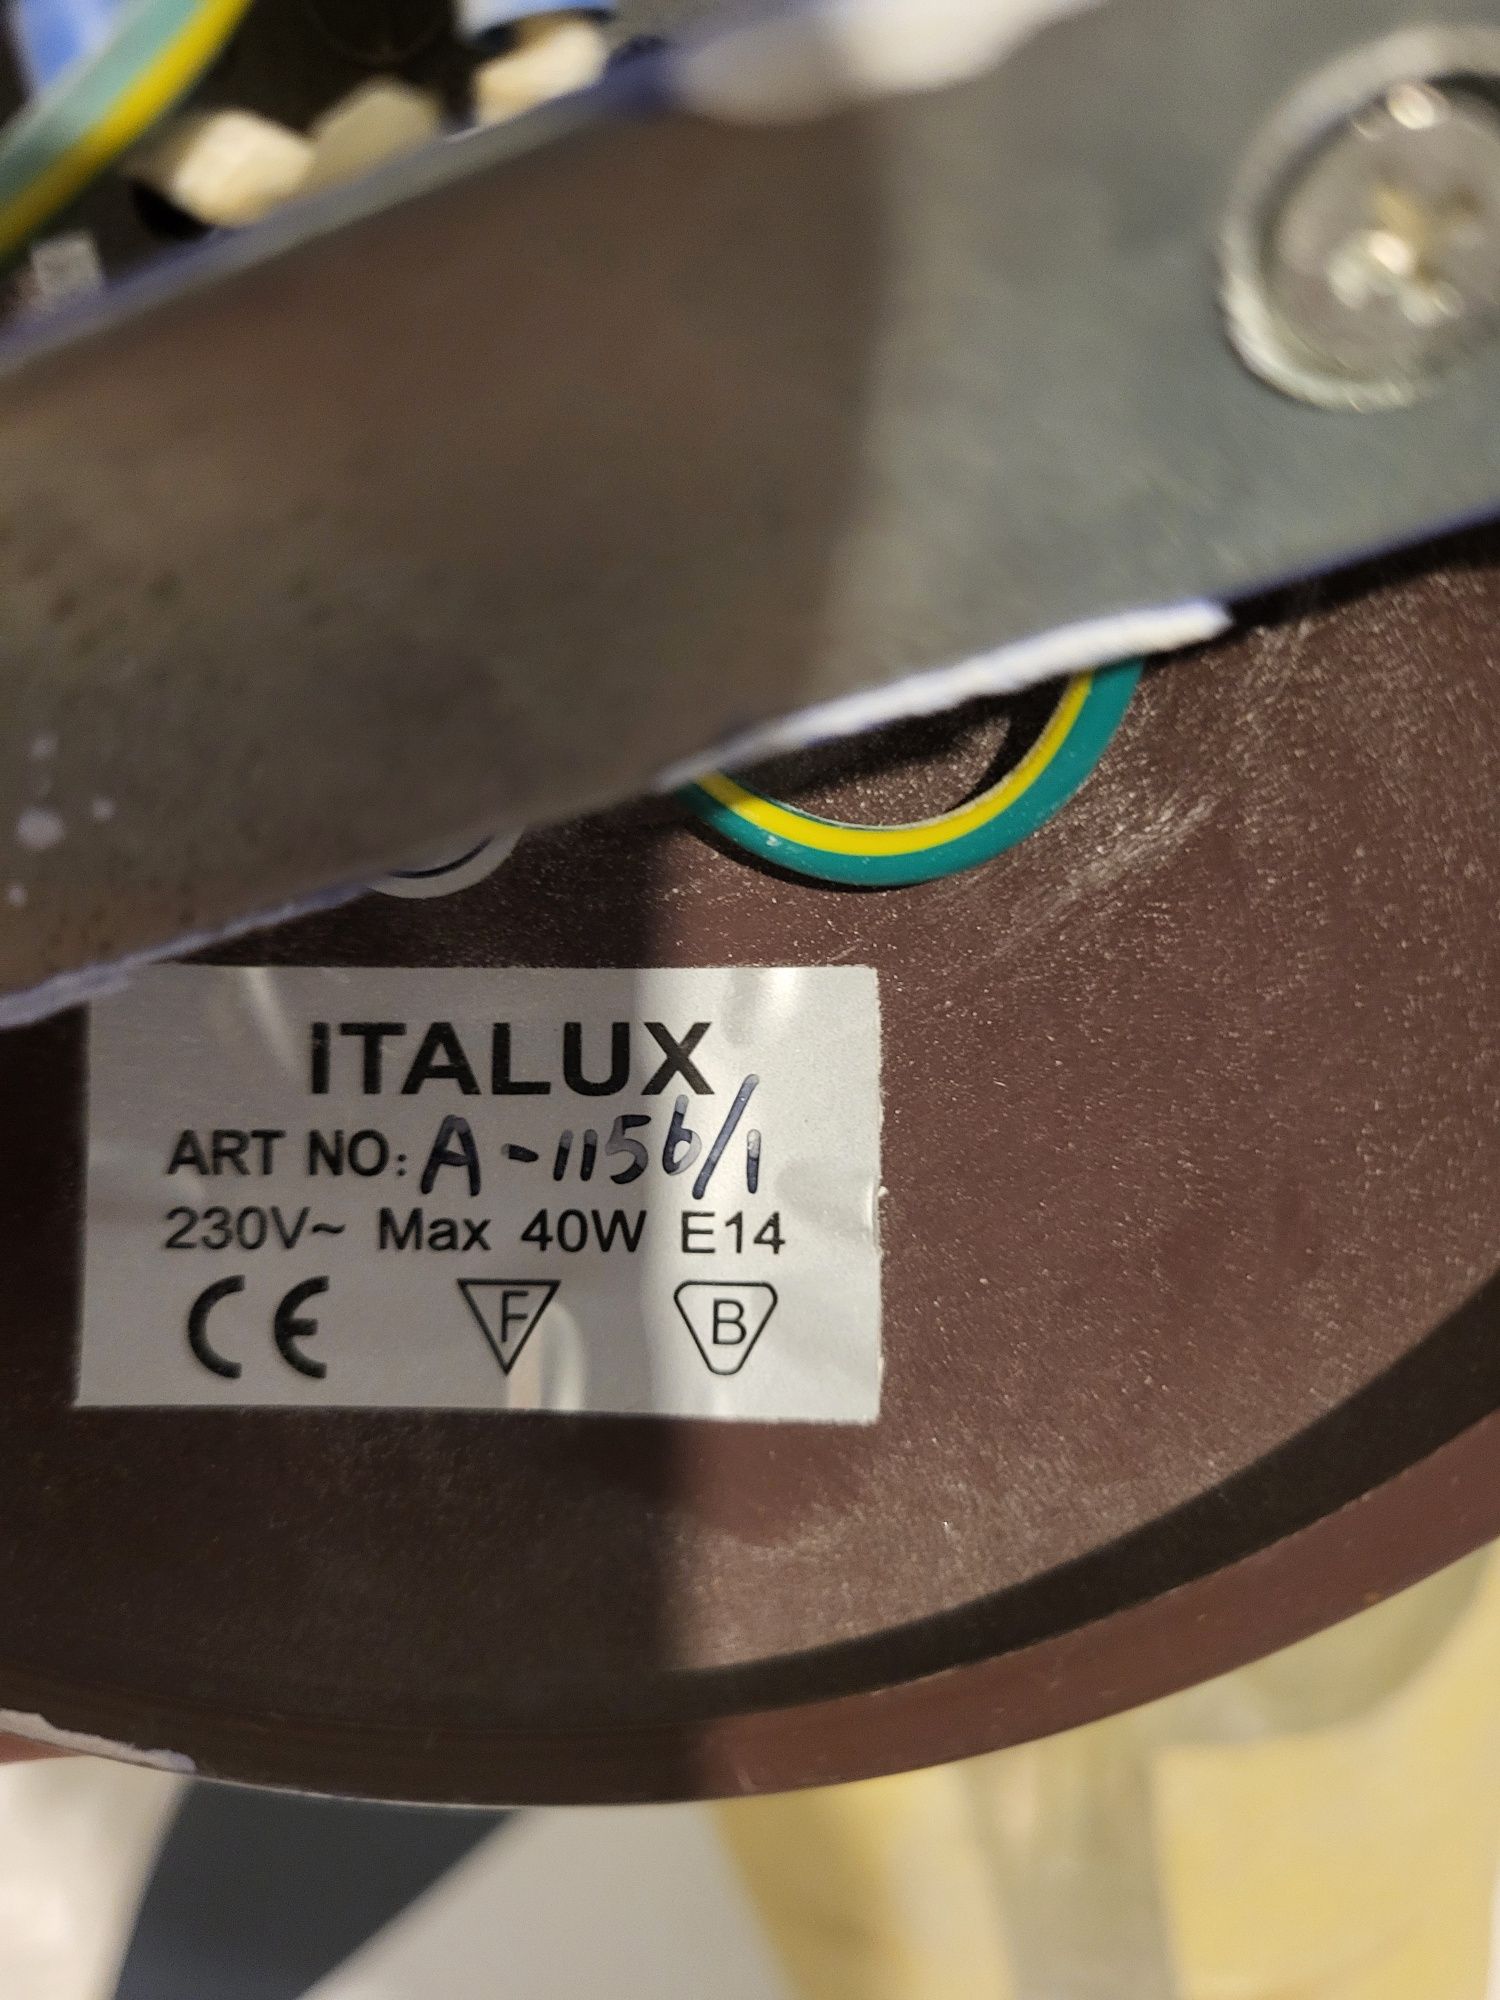 iTALUX
ART NO: A-1156/1
230V~ Max 40W E14
CE F B